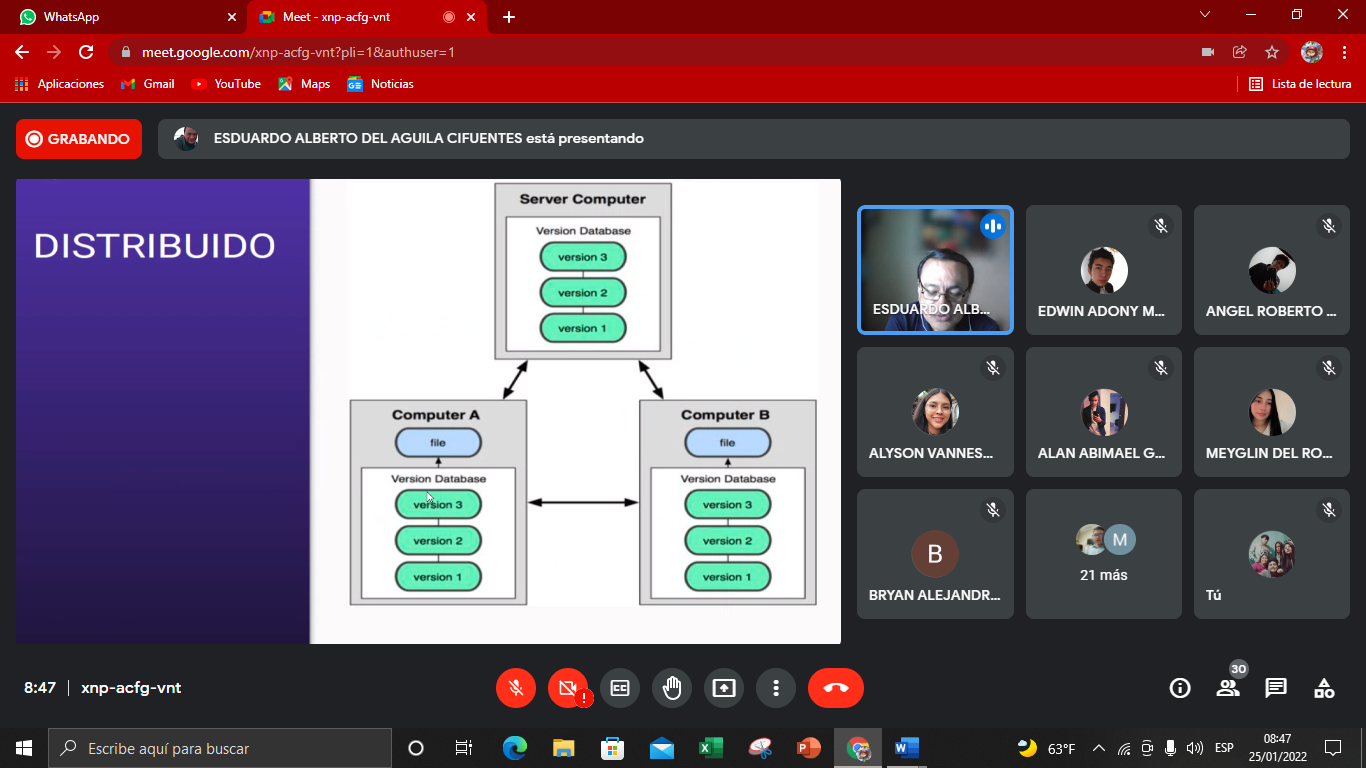 WhatsApp
Meet - xnp-acfg-vnt
meet.google.com/xnp-acfg-vnt?pli=1&authuser=1
Aplicaciones
Gmail
YouTube
Maps
GE
Noticias
Lista de lectura
GRABANDO
ESDUARDO ALBERTO DEL AGUILA CIFUENTES está presentando
DISTRIBUIDO
Server Computer
Version Database
version 3
version 2
version 1
Computer A
file
Version Database
version 3
version 2
version 1
Computer B
file
Version Database
version 3
version 2
version 1
ESDUARDO ALB...
EDWIN ADONY M...
ANGEL ROBERTO ...
ALYSON VANNES...
ALAN ABIMAEL G...
MEYGLIN DEL RO...
B
BRYAN ALEJANDR...
M
21 más
Tú
8:47 | xnp-acfg-vnt
CC
!
30
Escribe aquí para buscar
63°F
ESP
08:47
25/01/2022